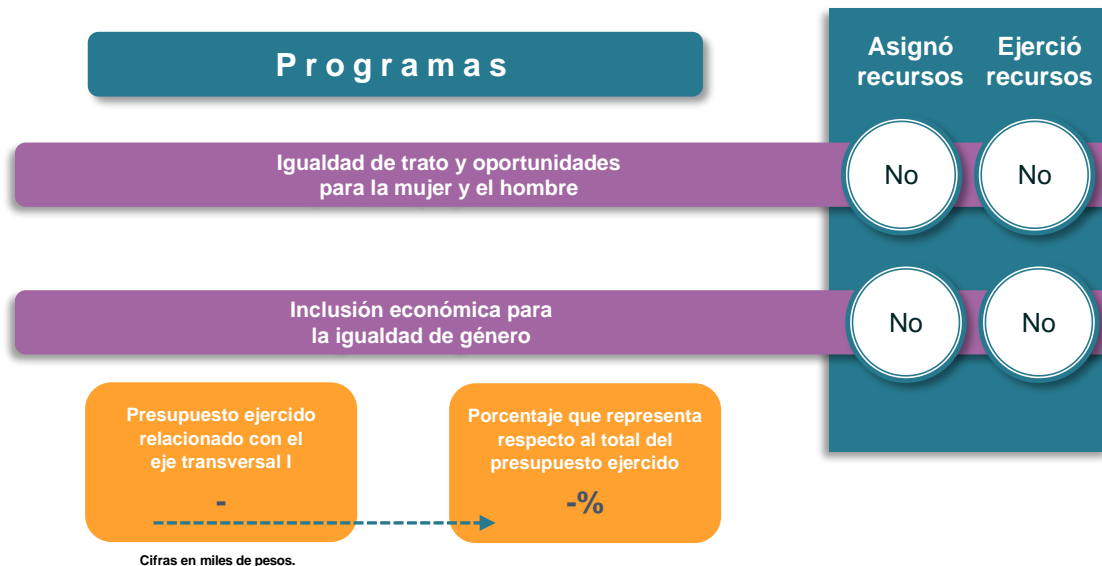 Programas
Asignó
recursos
Ejerció
recursos
Igualdad de trato y oportunidades
para la mujer y el hombre
No
No
Inclusión económica para
la igualdad de género
No
No
Presupuesto ejercido
relacionado con el
eje transversal I
-
Porcentaje que representa
respecto al total del
presupuesto ejercido
-%
Cifras en miles de pesos.